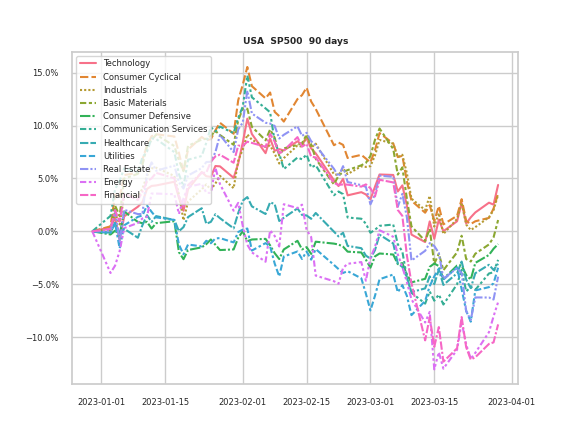 USA  SP500  90 days
15.0%
10.0%
5.0%
0.0%
−5.0%
−10.0%
Technology
Consumer Cyclical
Industrials
Basic Materials
Consumer Defensive
Communication Services
Healthcare
Utilities
Real Estate
Energy
Financial
2023-01-01
2023-01-15
2023-02-01
2023-02-15
2023-03-01
2023-03-15
2023-04-01